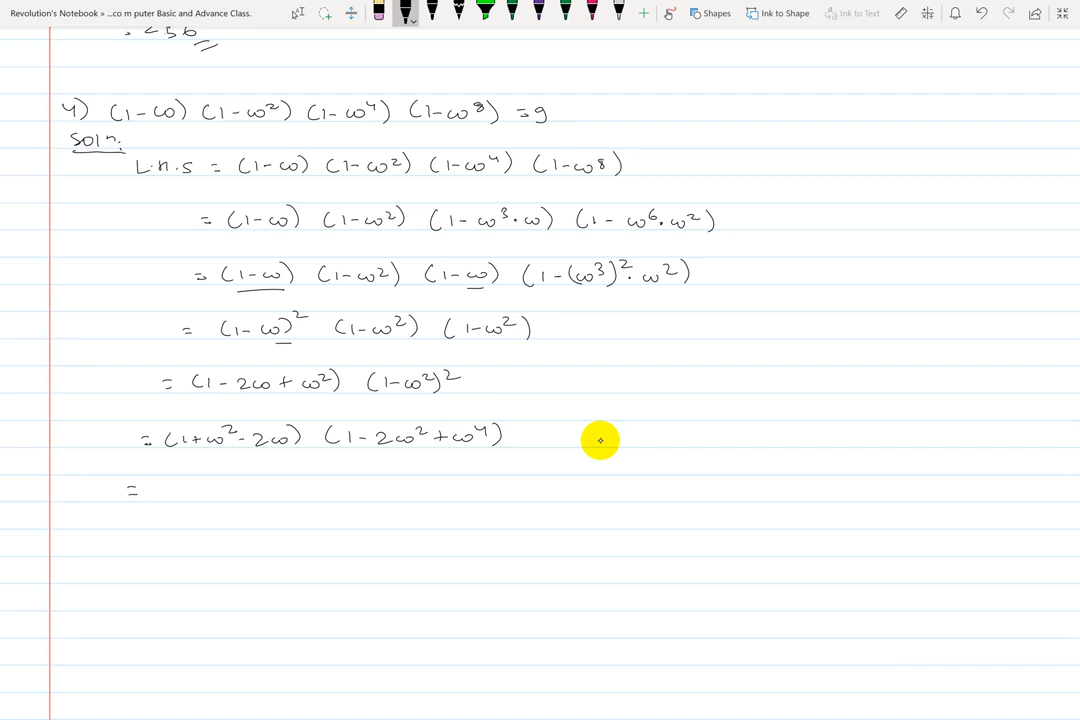 Revolution's Notebook » ...co m puter Basic and Advance Class.
Shapes
Ink to Shape
Ink to Text
= 256
4) (1-ω) (1-ω²) (1-ω⁴) (1-ω⁸) = 9
Soln:
L.H.S = (1-ω) (1-ω²) (1-ω⁴) (1-ω⁸)
= (1-ω) (1-ω²) (1-ω³·ω) (1-ω⁶·ω²)
= (1-ω) (1-ω²) (1-ω) (1-(ω³)²·ω²)
= (1-ω)² (1-ω²) (1-ω²)
= (1-2ω+ω²) (1-ω²)²
= (1+ω²-2ω) (1-2ω²+ω⁴)
=